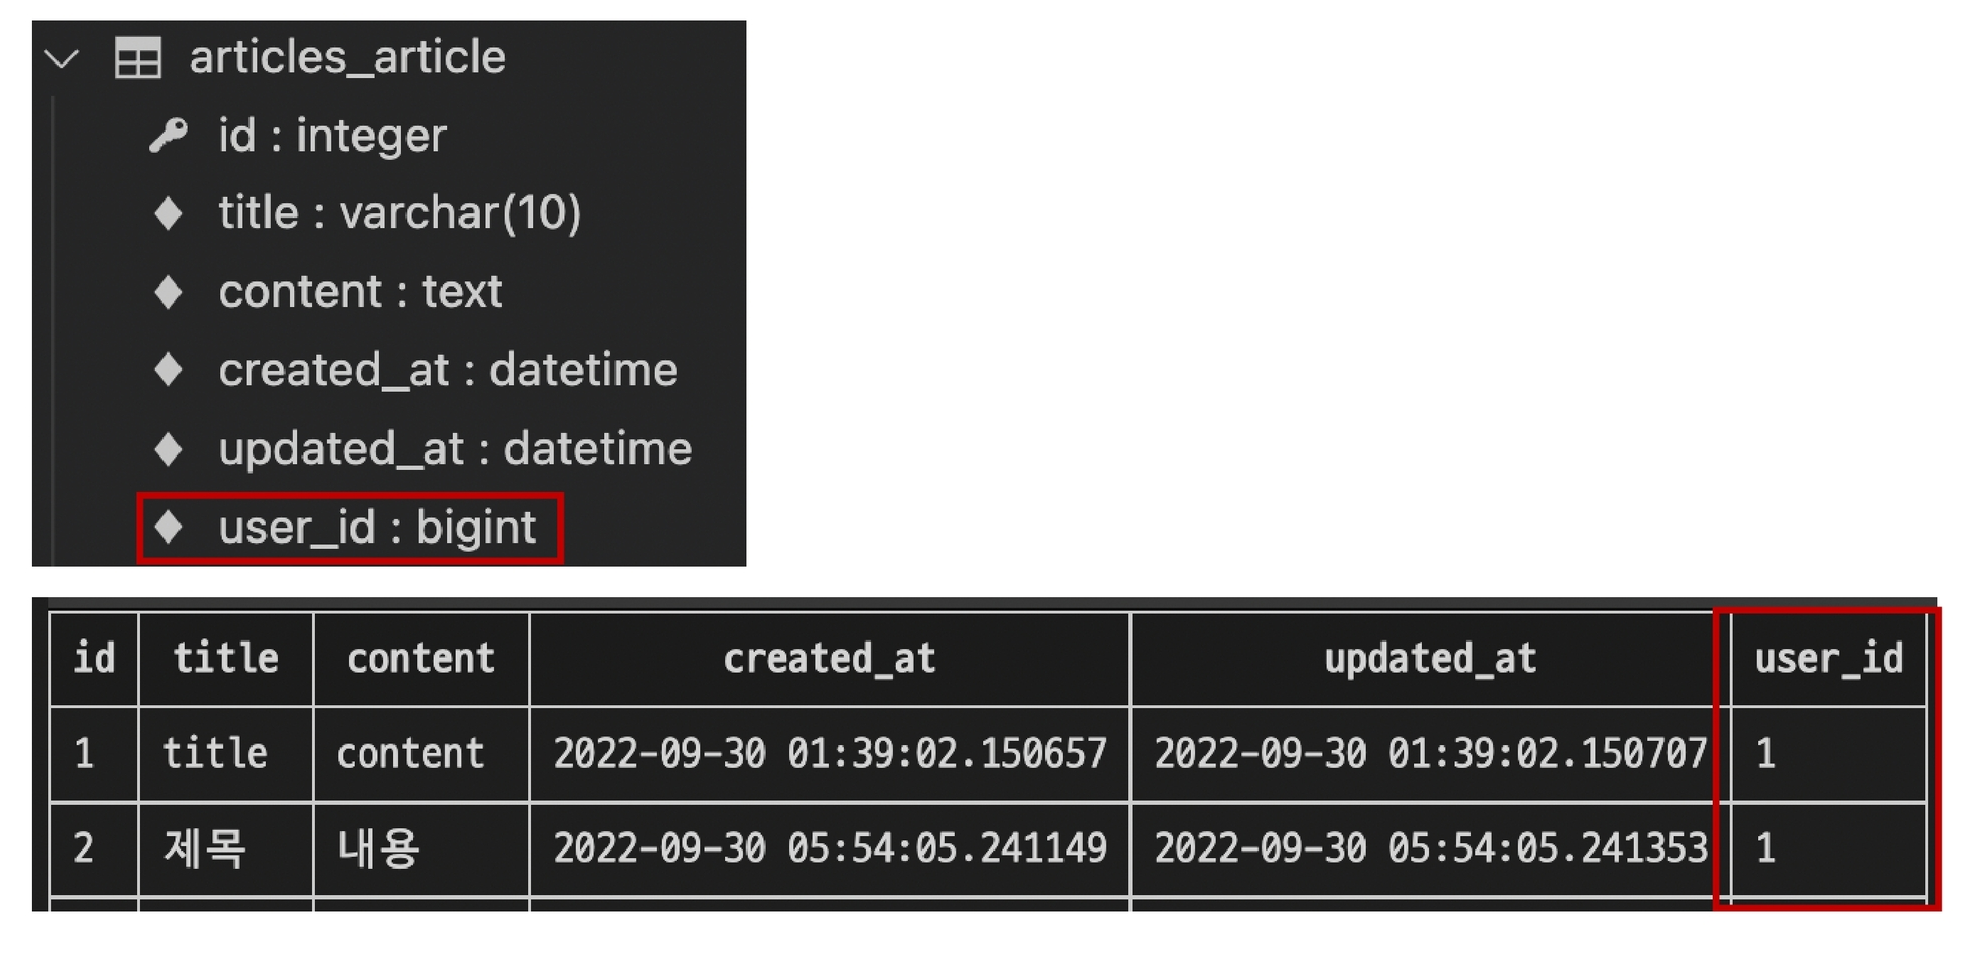 articles_article
id : integer
title : varchar(10)
content : text
created_at : datetime
updated_at : datetime
user_id : bigint
id title content created_at updated_at user_id
1 title content 2022-09-30 01:39:02.150657 2022-09-30 01:39:02.150707 1
2 제목 내용 2022-09-30 05:54:05.241149 2022-09-30 05:54:05.241353 1